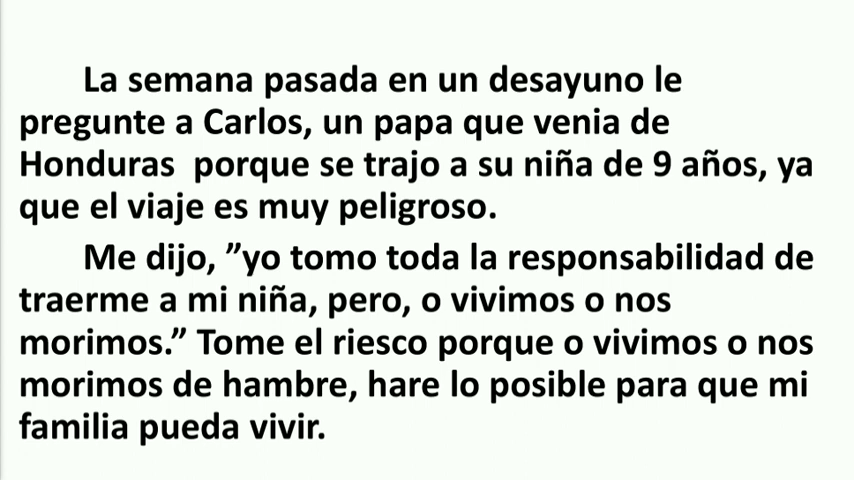 La semana pasada en un desayuno le
pregunte a Carlos, un papa que venia de
Honduras  porque se trajo a su niña de 9 años, ya
que el viaje es muy peligroso.
Me dijo, ”yo tomo toda la responsabilidad de
traerme a mi niña, pero, o vivimos o nos
morimos.” Tome el riesco porque o vivimos o nos
morimos de hambre, hare lo posible para que mi
familia pueda vivir.